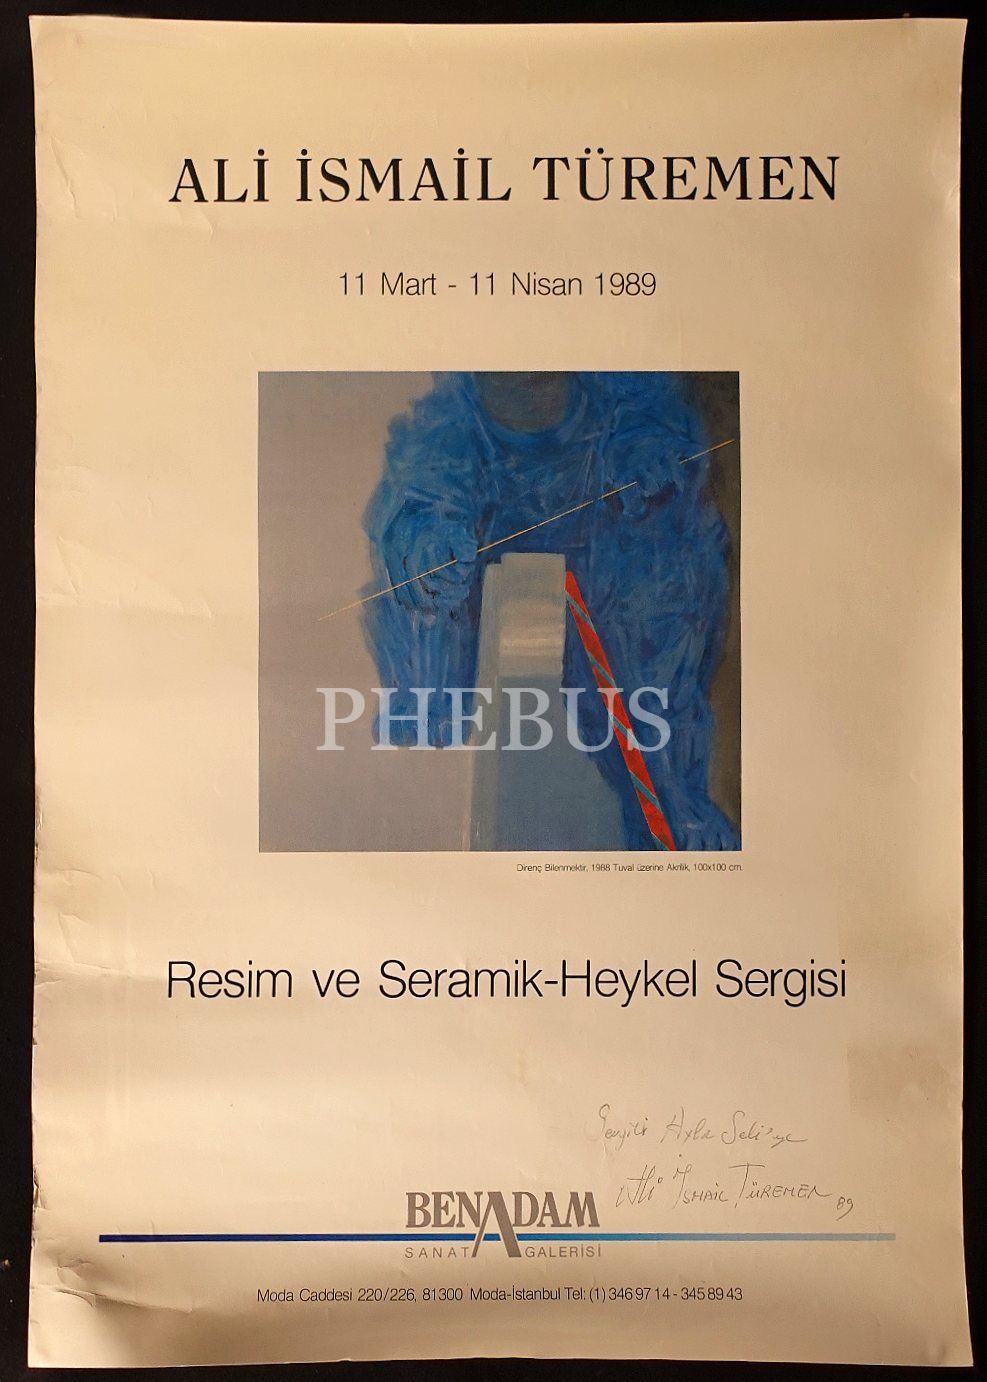 ALİ İSMAİL TÜREMEN
11 Mart - 11 Nisan 1989
PHEBUS
Direnç Bilenmektir, 1988 Tuval üzerine Akrilik, 100x100 cm.
Resim ve Seramik-Heykel Sergisi
Sevgili Ayla Seli'ye
Ali İSMAİL TÜREMEN 89
BENADAM
SANAT GALERİSİ
Moda Caddesi 220/226, 81300 Moda-İstanbul Tel: (1) 346 97 14 - 345 89 43